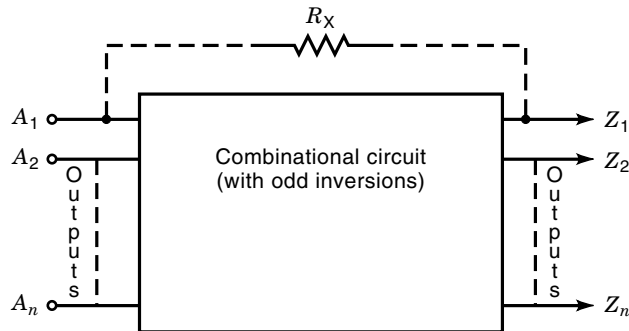 R_X
A_1
Z_1
A_2
Z_2
Combinational circuit
(with odd inversions)
Outputs
Outputs
A_n
Z_n